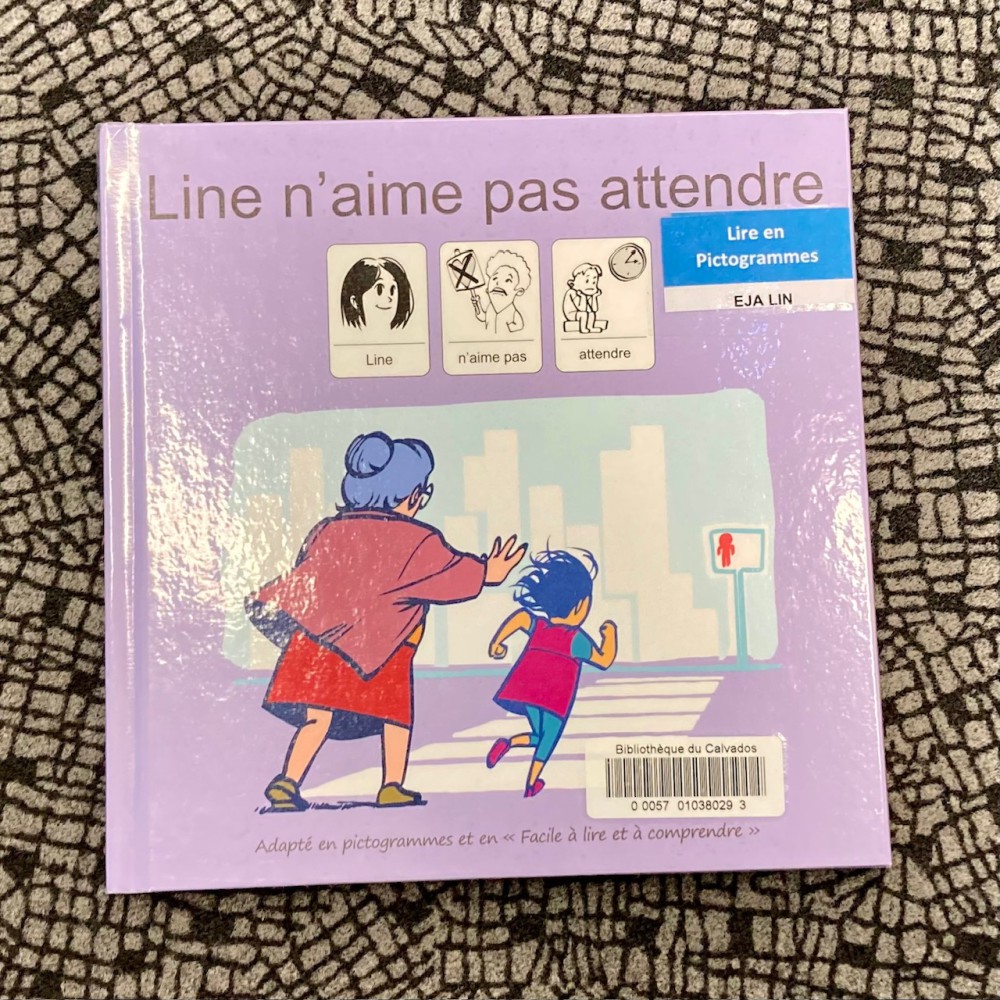 Line n'aime pas attendre
Lire en
Pictogrammes
EJA LIN
Line
n'aime pas
attendre
Bibliothèque du Calvados
0 0057 01038029 3
Adapté en pictogrammes et en « Facile à lire et à comprendre »